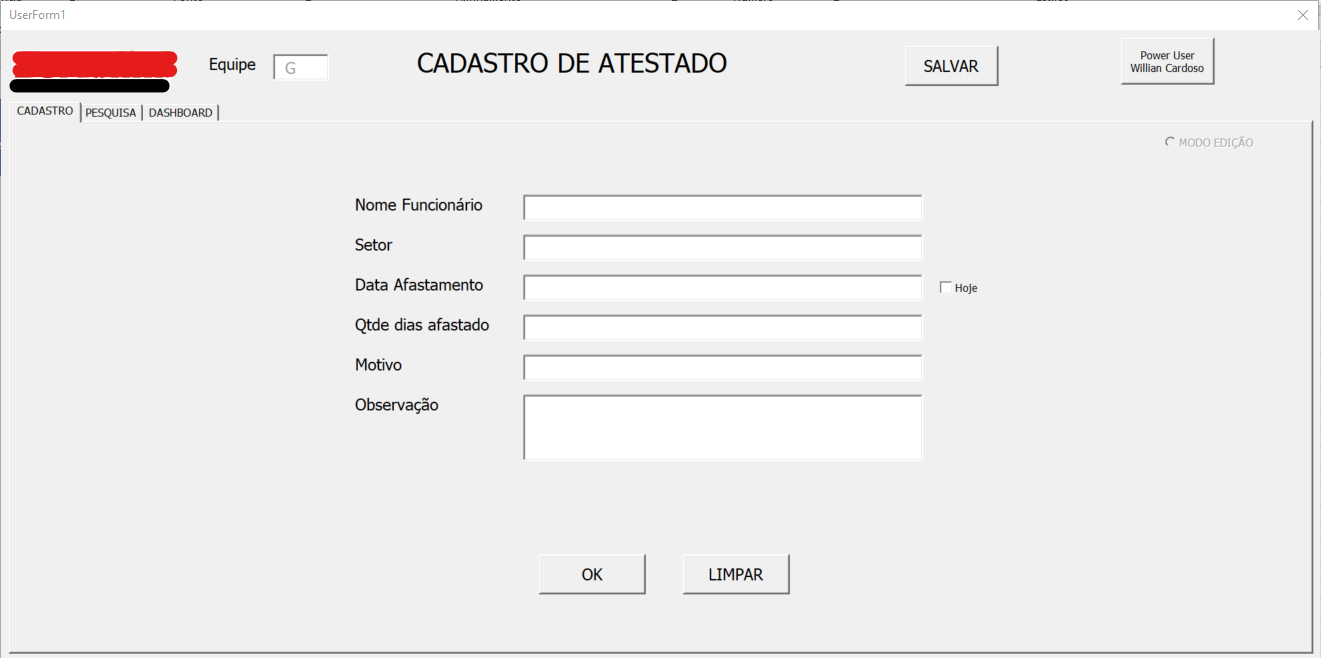 UserForm1
Equipe
G
CADASTRO DE ATESTADO
SALVAR
Power User
Willian Cardoso
CADASTRO
PESQUISA
DASHBOARD
MODO EDIÇÃO
Nome Funcionário
Setor
Data Afastamento
Hoje
Qtde dias afastado
Motivo
Observação
OK
LIMPAR